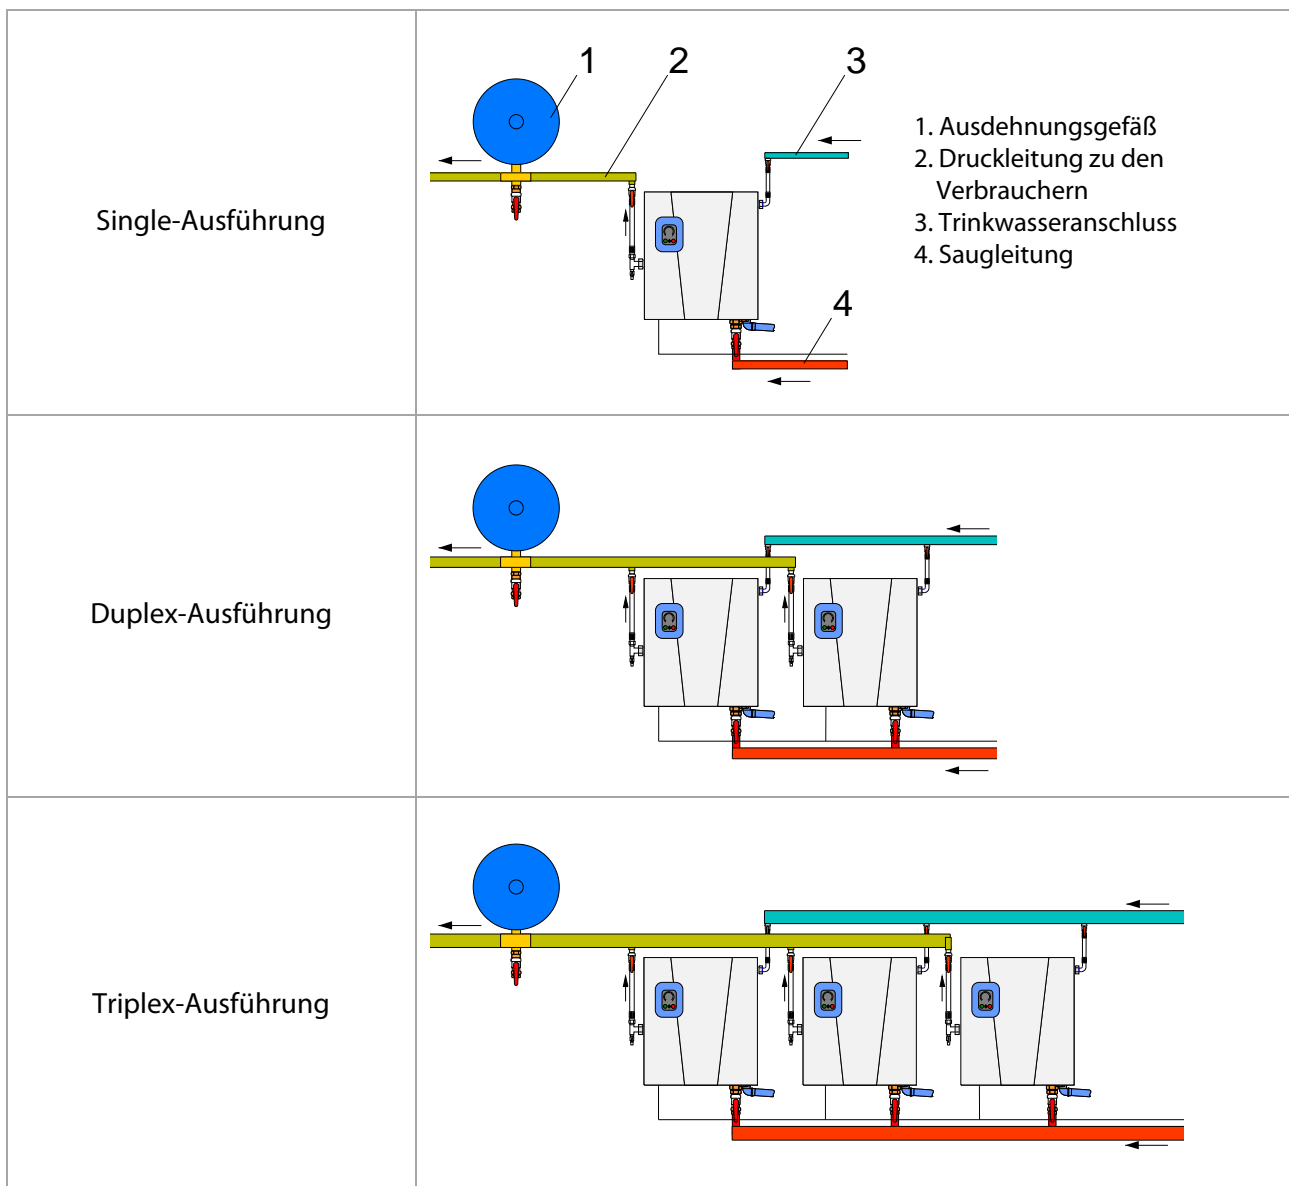 Single-Ausführung
1
2
3
4
1. Ausdehnungsgefäß
2. Druckleitung zu den
Verbrauchern
3. Trinkwasseranschluss
4. Saugleitung
Duplex-Ausführung
Triplex-Ausführung